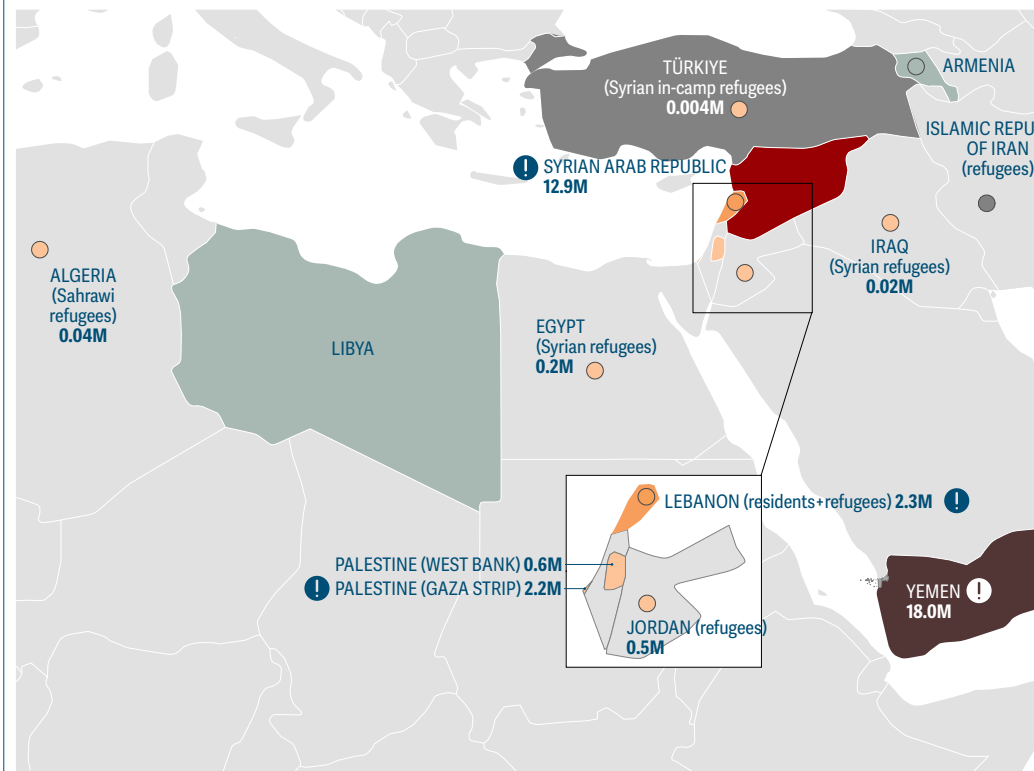 TÜRKIYE
(Syrian in-camp refugees)
0.004M
ARMENIA
ISLAMIC REPU
OF IRAN
(refugees)
! SYRIAN ARAB REPUBLIC
12.9M
IRAQ
(Syrian refugees)
0.02M
ALGERIA
(Sahrawi
refugees)
0.04M
LIBYA
EGYPT
(Syrian refugees)
0.2M
LEBANON (residents+refugees) 2.3M !
PALESTINE (WEST BANK) 0.6M
! PALESTINE (GAZA STRIP) 2.2M
JORDAN (refugees)
0.5M
YEMEN !
18.0M